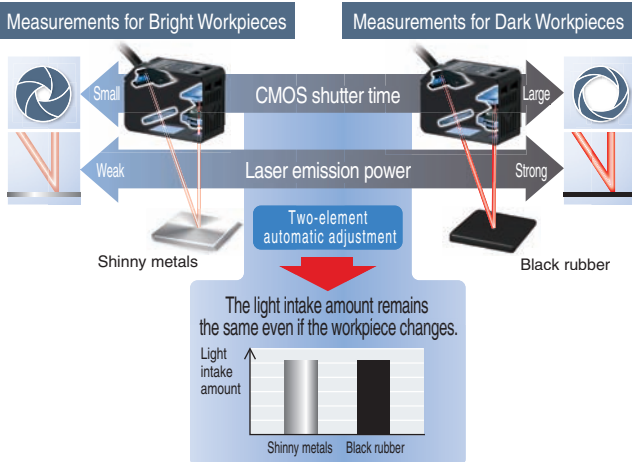 Measurements for Bright Workpieces
Measurements for Dark Workpieces
Small
CMOS shutter time
Large
Weak
Laser emission power
Strong
Two-element
automatic adjustment
Shinny metals
Black rubber
The light intake amount remains
the same even if the workpiece changes.
Light
intake
amount
Shinny metals
Black rubber